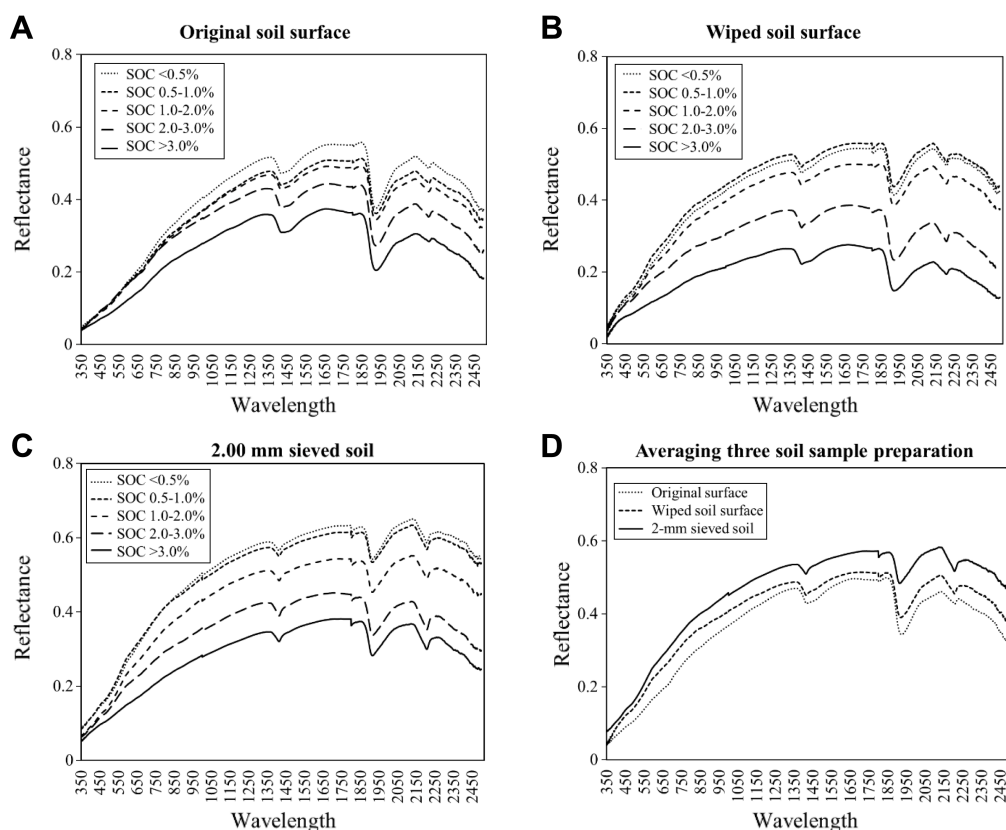 A
Original soil surface
SOC <0.5%
SOC 0.5-1.0%
SOC 1.0-2.0%
SOC 2.0-3.0%
SOC >3.0%
0.8
0.6
0.4
0.2
0
Reflectance
350 450 550 650 750 850 950 1050 1150 1250 1350 1450 1550 1650 1750 1850 1950 2050 2150 2250 2350 2450
Wavelength
B
Wiped soil surface
SOC <0.5%
SOC 0.5-1.0%
SOC 1.0-2.0%
SOC 2.0-3.0%
SOC >3.0%
0.8
0.6
0.4
0.2
0
Reflectance
350 450 550 650 750 850 950 1050 1150 1250 1350 1450 1550 1650 1750 1850 1950 2050 2150 2250 2350 2450
Wavelength
C
2.00 mm sieved soil
SOC <0.5%
SOC 0.5-1.0%
SOC 1.0-2.0%
SOC 2.0-3.0%
SOC >3.0%
0.8
0.6
0.4
0.2
0
Reflectance
350 450 550 650 750 850 950 1050 1150 1250 1350 1450 1550 1650 1750 1850 1950 2050 2150 2250 2350 2450
Wavelength
D
Averaging three soil sample preparation
Original surface
Wiped soil surface
2-mm sieved soil
0.8
0.6
0.4
0.2
0
Reflectance
350 450 550 650 750 850 950 1050 1150 1250 1350 1450 1550 1650 1750 1850 1950 2050 2150 2250 2350 2450
Wavelength